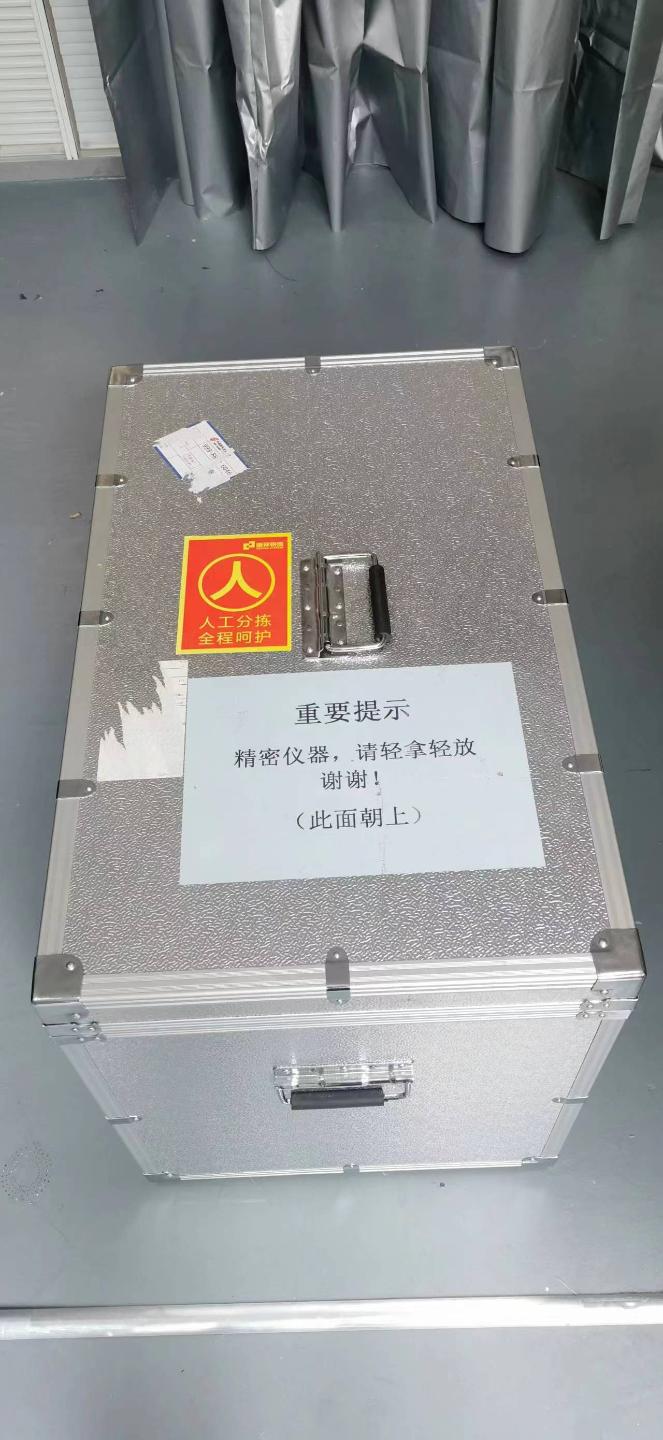 人
人工分拣
全程呵护
重要提示
精密仪器，请轻拿轻放
谢谢！
（此面朝上）